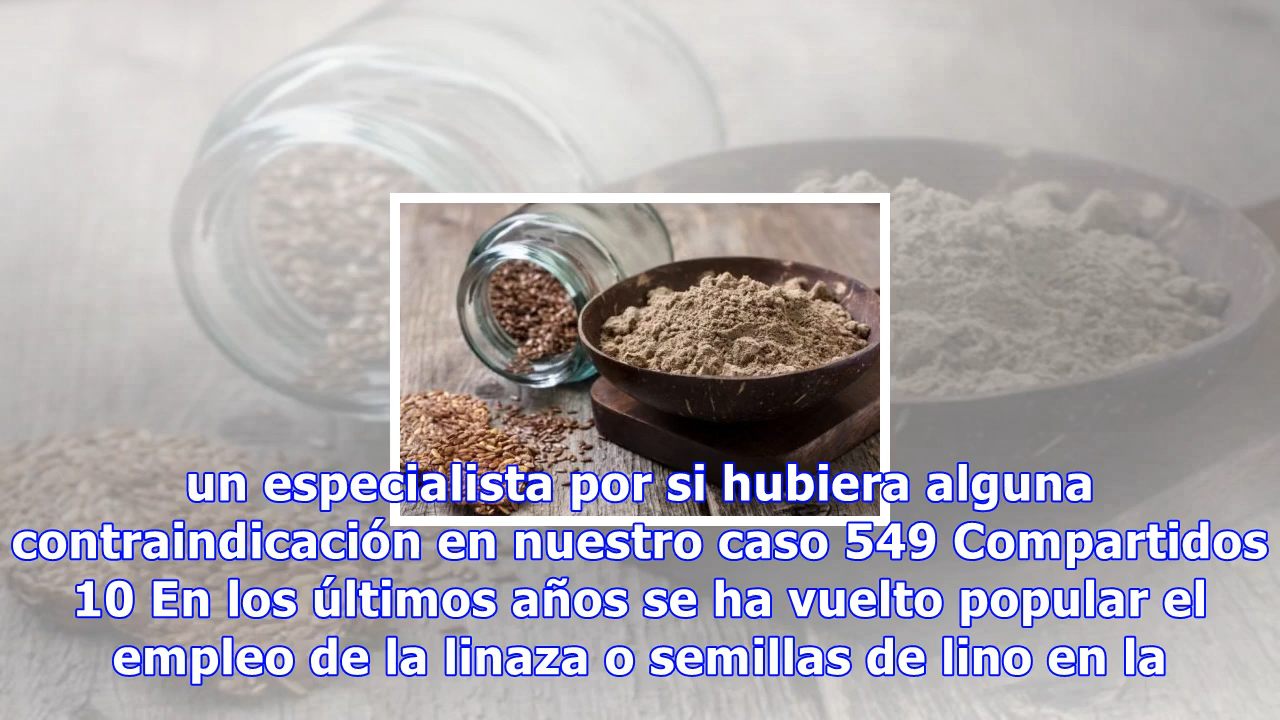 un especialista por si hubiera alguna
contraindicación en nuestro caso 549 Compartidos
10 En los últimos años se ha vuelto popular el
empleo de la linaza o semillas de lino en la